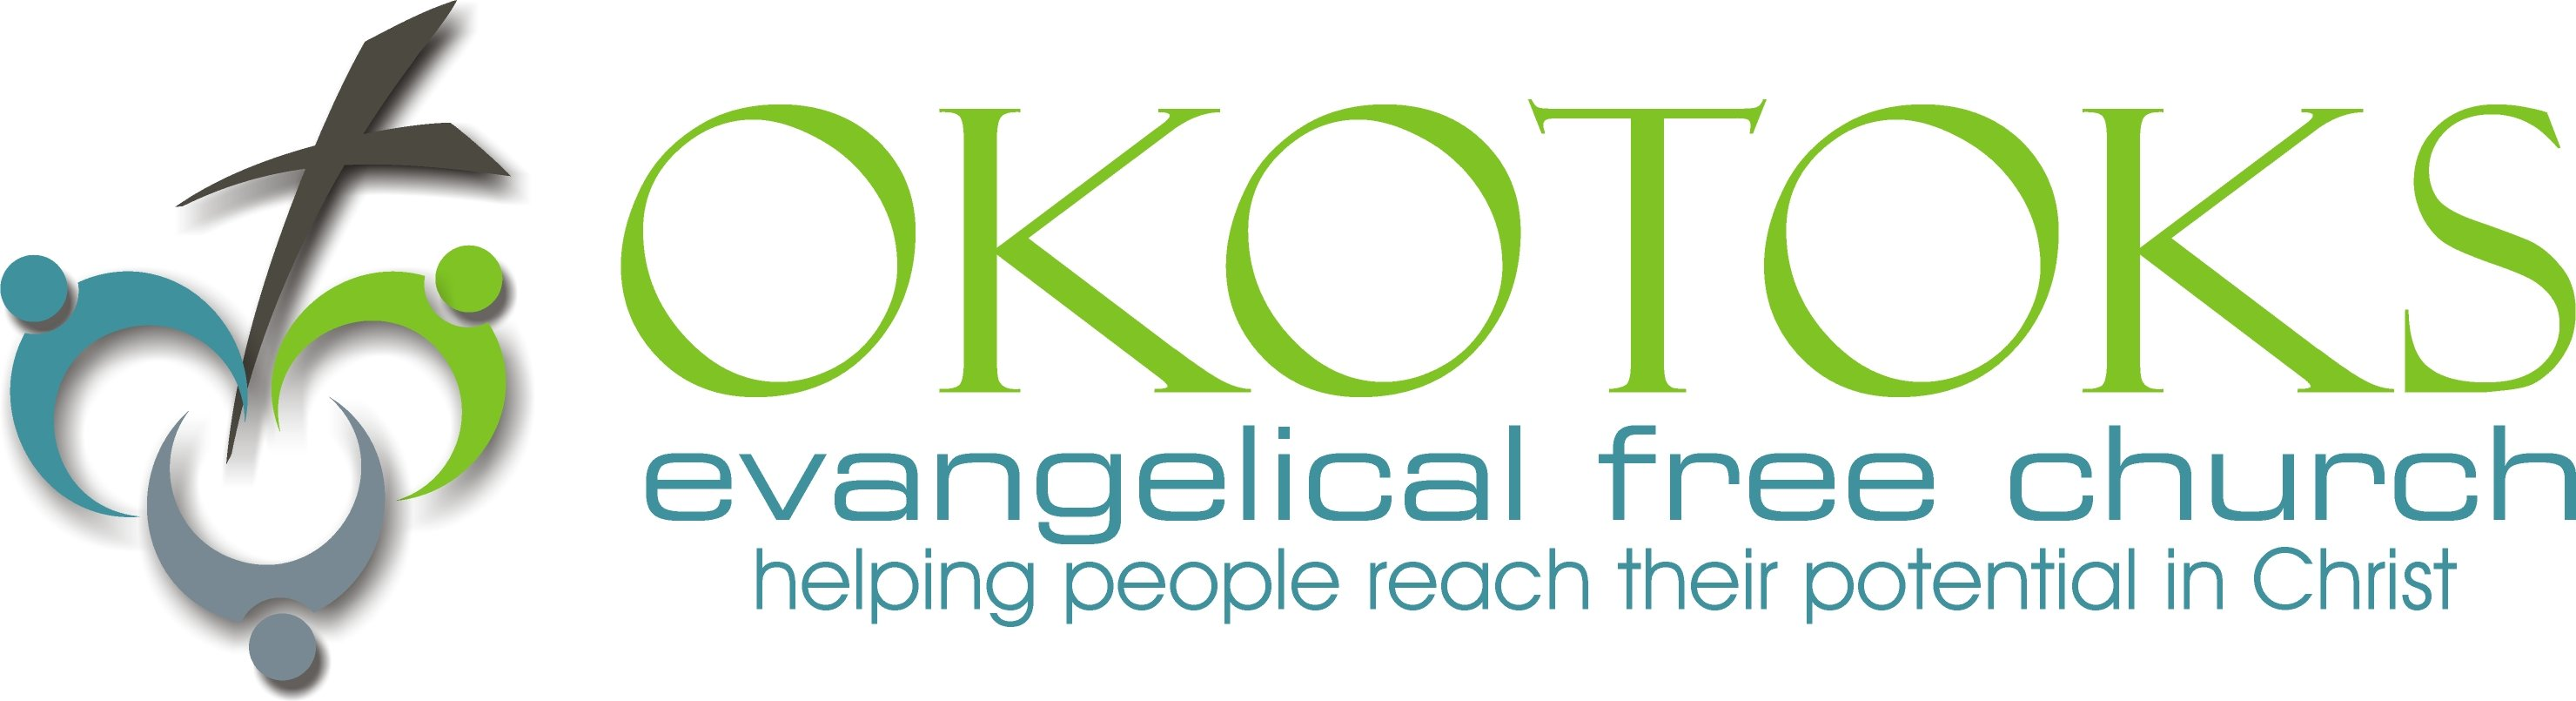 OKOTOKS
evangelical free church
helping people reach their potential in Christ